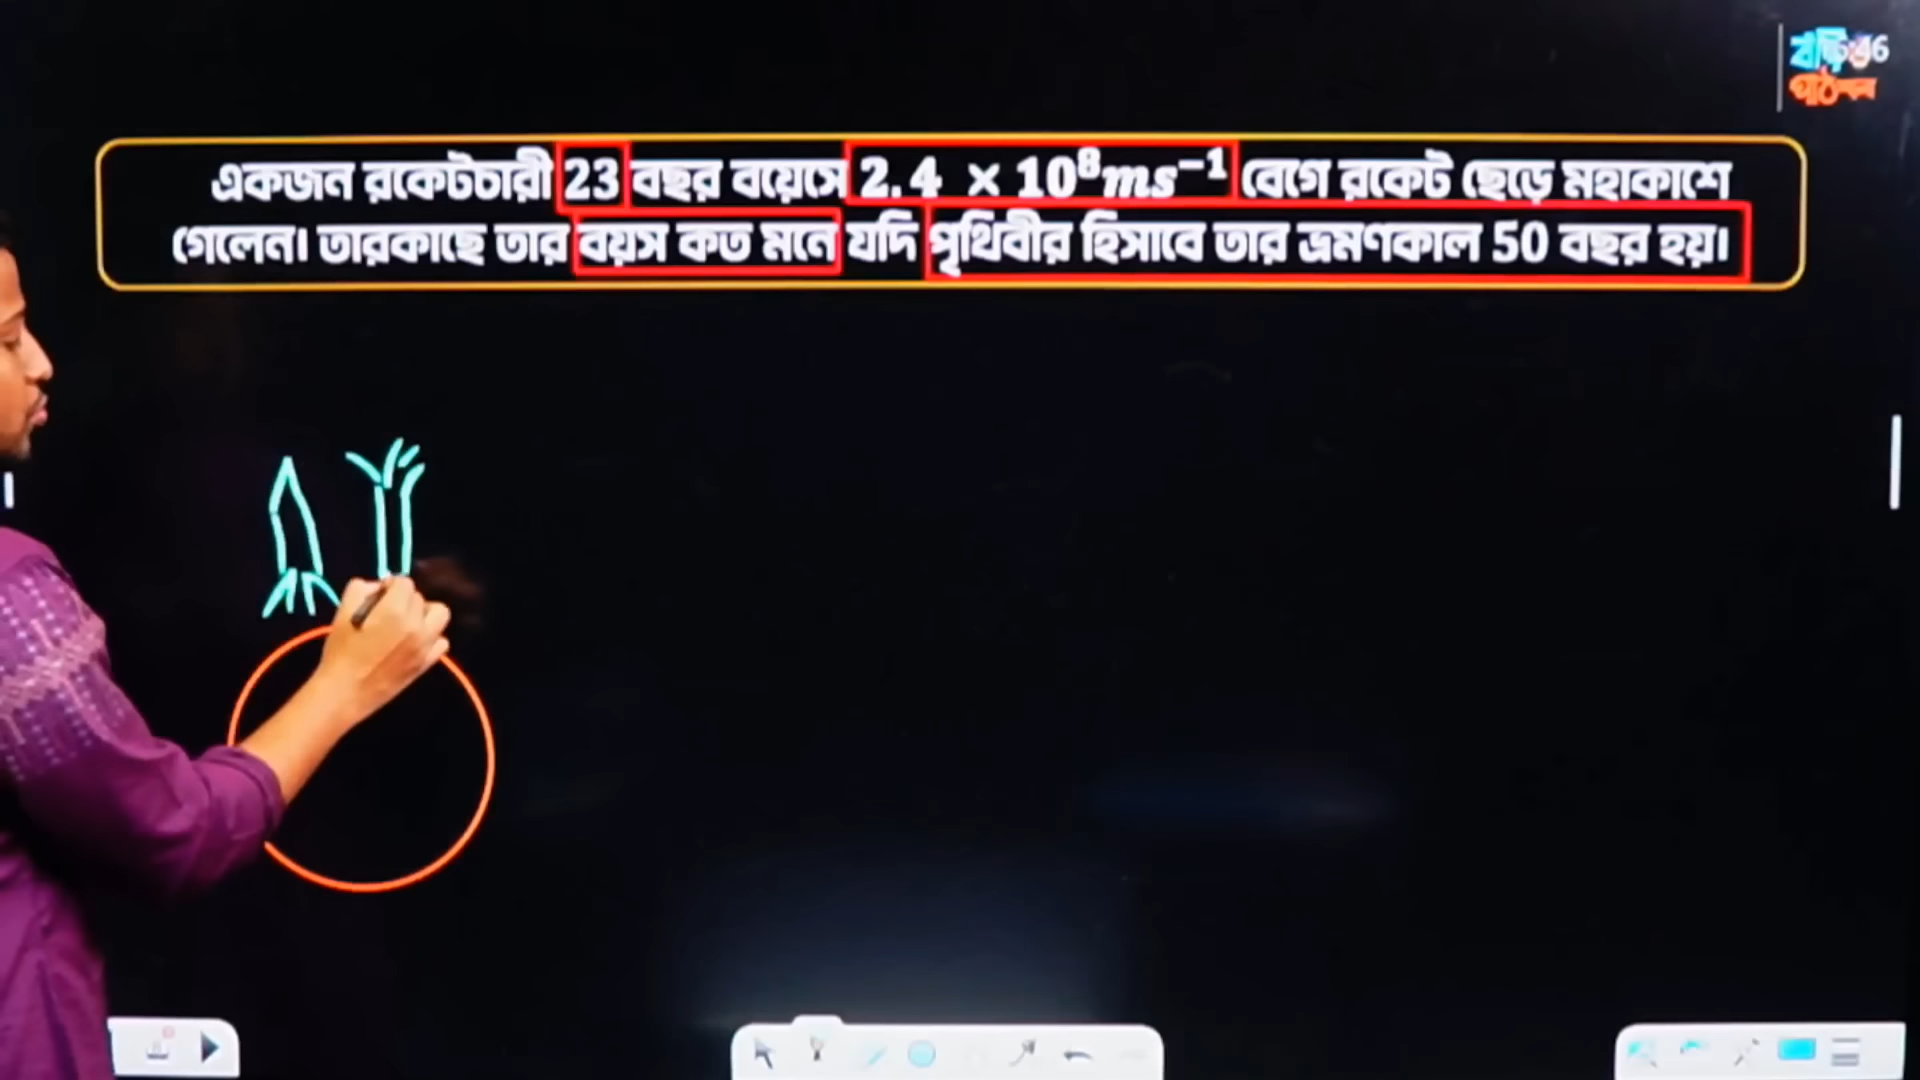 একজন রকেটচারী 23 বছর বয়েসে 2.4 × 10⁸ms⁻¹ বেগে রকেট ছেড়ে মহাকাশে
গেলেন। তারকাছে তার বয়স কত মনে যদি পৃথিবীর হিসাবে তার ভ্রমণকাল 50 বছর হয়।